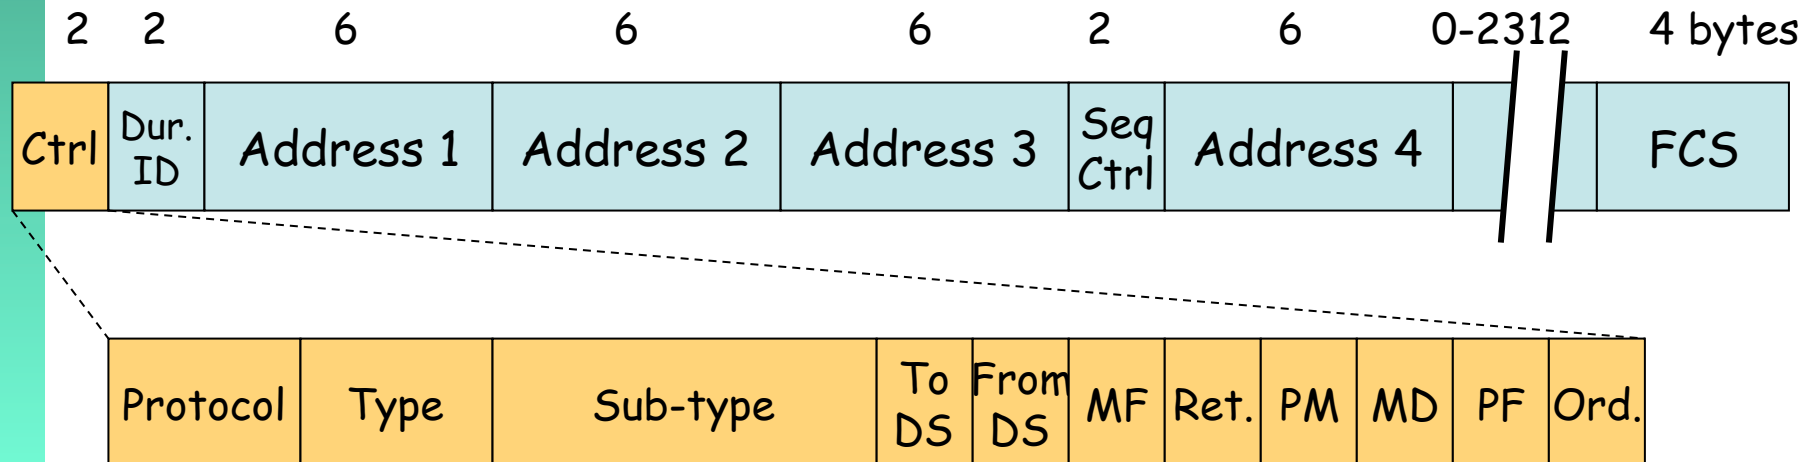 2 2 6 6 6 2 6 0-2312 4 bytes
Ctrl Dur. ID Address 1 Address 2 Address 3 Seq Ctrl Address 4 FCS
Protocol Type Sub-type To DS From DS MF Ret. PM MD PF Ord.